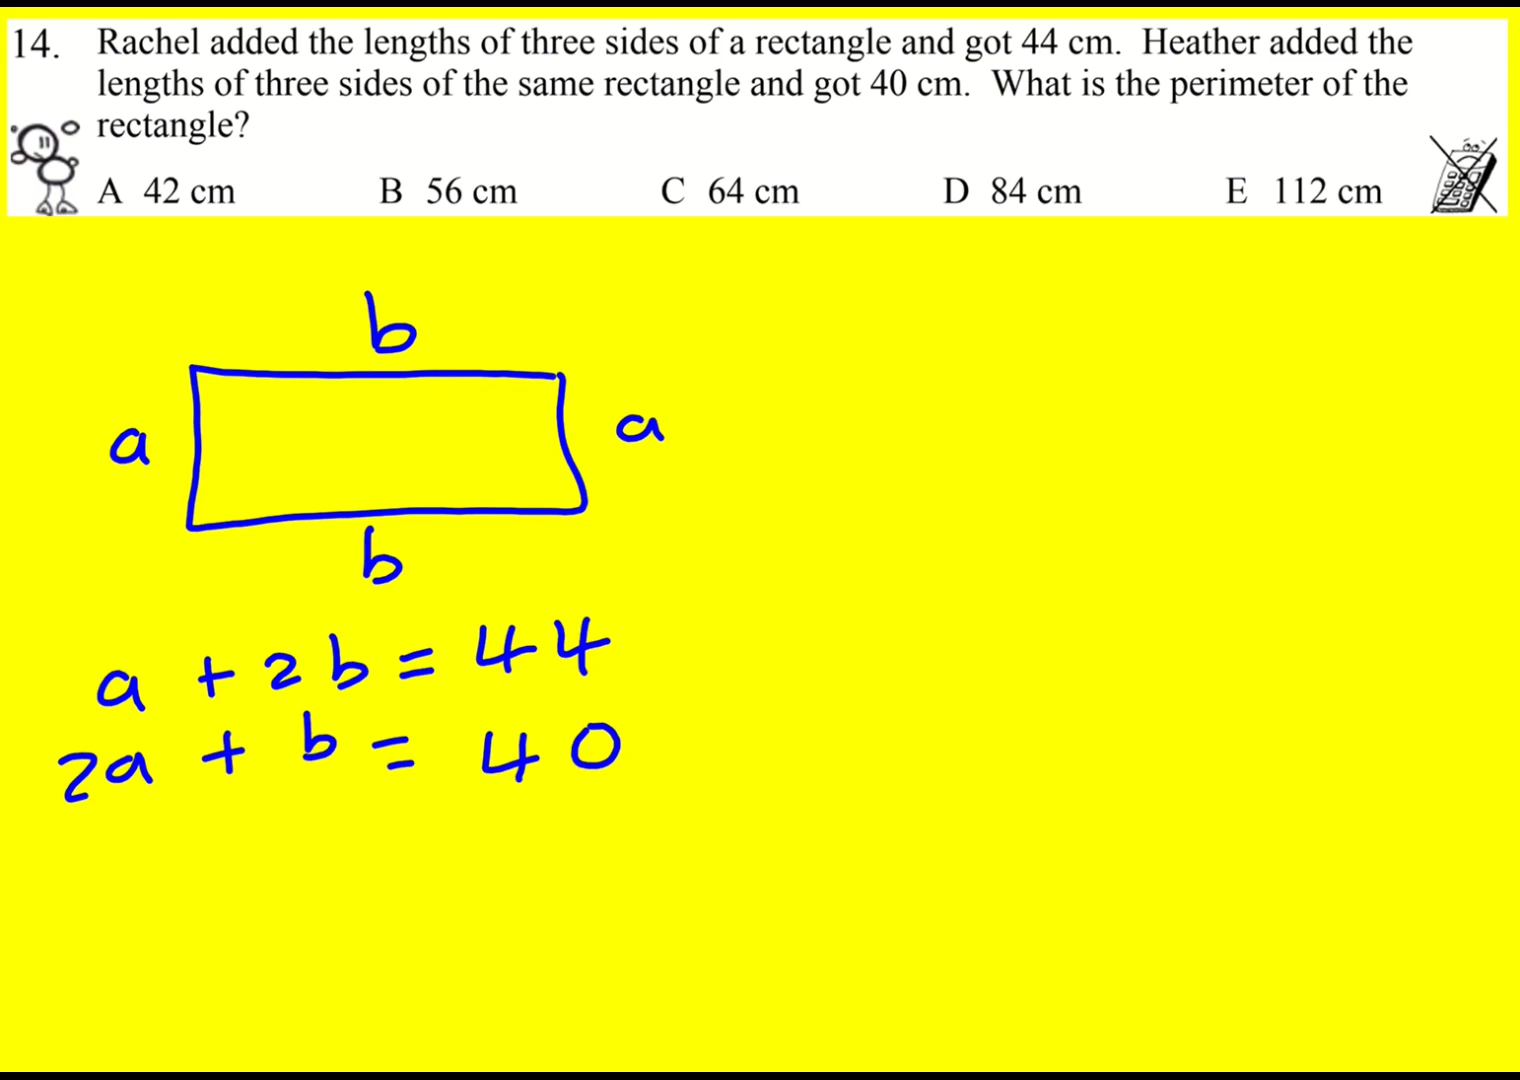 14. Rachel added the lengths of three sides of a rectangle and got 44 cm. Heather added the
lengths of three sides of the same rectangle and got 40 cm. What is the perimeter of the
rectangle?
A 42 cm B 56 cm C 64 cm D 84 cm E 112 cm
b
a a
b
a + 2b = 44
2a + b = 40